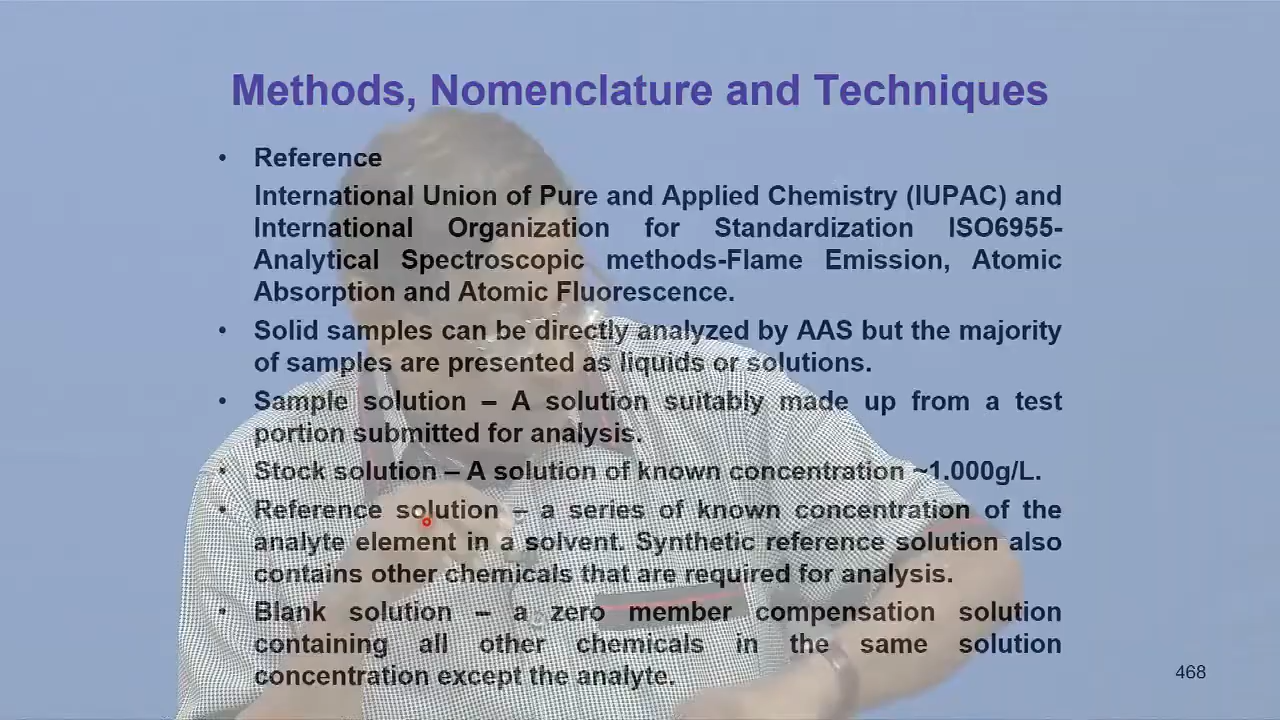 Methods, Nomenclature and Techniques
• Reference
International Union of Pure and Applied Chemistry (IUPAC) and
International Organization for Standardization ISO6955-
Analytical Spectroscopic methods-Flame Emission, Atomic
Absorption and Atomic Fluorescence.
• Solid samples can be directly analyzed by AAS but the majority
of samples are presented as liquids or solutions.
• Sample solution – A solution suitably made up from a test
portion submitted for analysis.
• Stock solution – A solution of known concentration ~1.000g/L.
• Reference solution – a series of known concentration of the
analyte element in a solvent. Synthetic reference solution also
contains other chemicals that are required for analysis.
• Blank solution – a zero member compensation solution
containing all other chemicals in the same solution
concentration except the analyte.
468